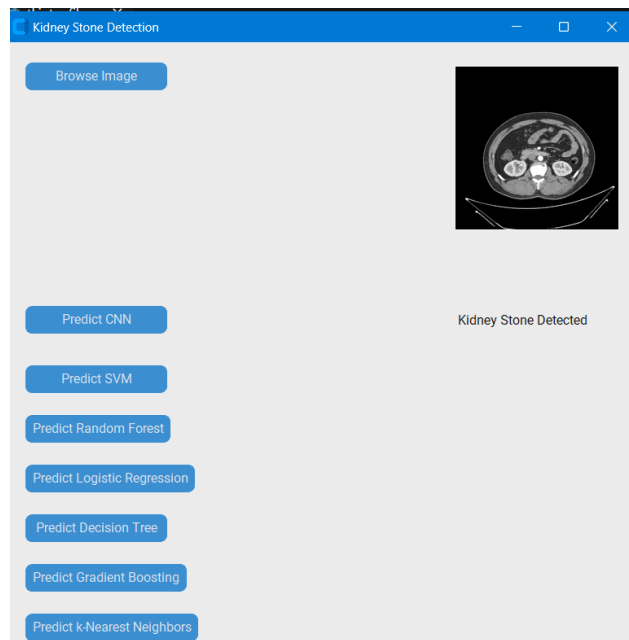 Kidney Stone Detection
Browse Image
Predict CNN
Kidney Stone Detected
Predict SVM
Predict Random Forest
Predict Logistic Regression
Predict Decision Tree
Predict Gradient Boosting
Predict k-Nearest Neighbors